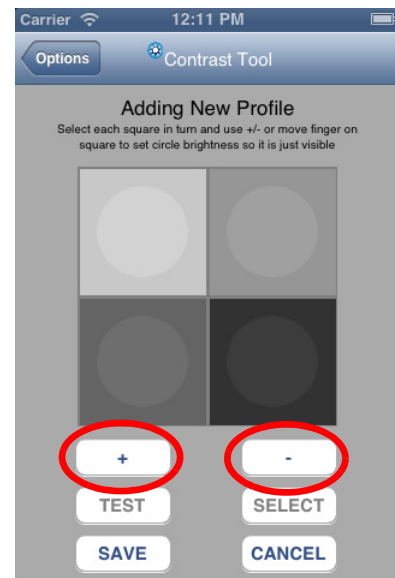 Carrier 12:11 PM
Options Contrast Tool
Adding New Profile
Select each square in turn and use +/- or move finger on
square to set circle brightness so it is just visible
+ -
TEST SELECT
SAVE CANCEL